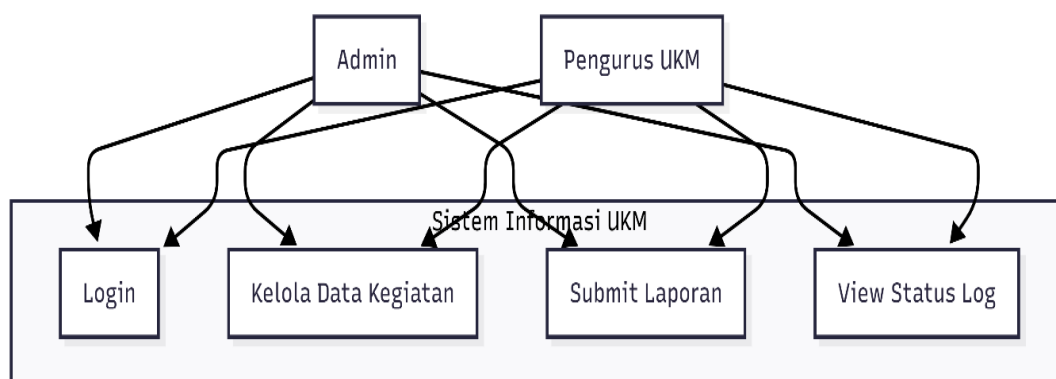 Admin
Pengurus UKM
Sistem Informasi UKM
Login
Kelola Data Kegiatan
Submit Laporan
View Status Log